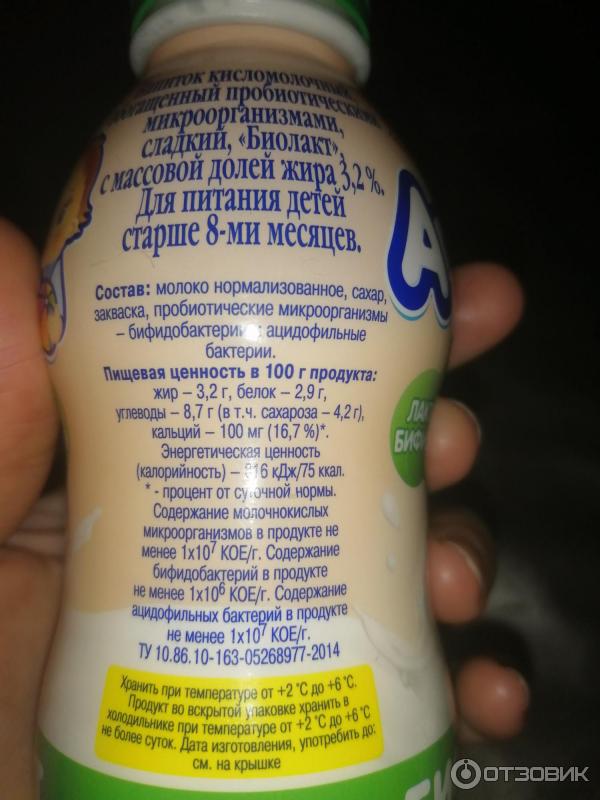 кисломолочный,
пробиотическими
микроорганизмами,
сладкий, «Биолакт»,
с массовой долей жира 3,2 %.
Для питания детей
старше 8-ми месяцев.
Состав: молоко нормализованное, сахар,
закваска, пробиотические микроорганизмы
– бифидобактерии ацидофильные
бактерии.
Пищевая ценность в 100 г продукта:
жир – 3,2 г, белок – 2,9 г,
углеводы – 8,7 г (в т.ч. сахароза – 4,2 г),
кальций – 100 мг (16,7 %)*.
Энергетическая ценность
(калорийность) – кДж/75 ккал.
* - процент от суточной нормы.
Содержание молочнокислых
микроорганизмов в продукте не
менее 1х10⁷ КОЕ/г. Содержание
бифидобактерий в продукте
не менее 1х10⁶ КОЕ/г. Содержание
ацидофильных бактерий в продукте
не менее 1х10⁷ КОЕ/г.
ТУ 10.86.10-163-05268977-2014
Хранить при температуре от +2 °С до +6 °С.
Продукт во вскрытой упаковке хранить в
холодильнике при температуре от +2 °С до +6 °С
не более суток. Дата изготовления, употребить до:
см. на крышке
ОТЗОВИК